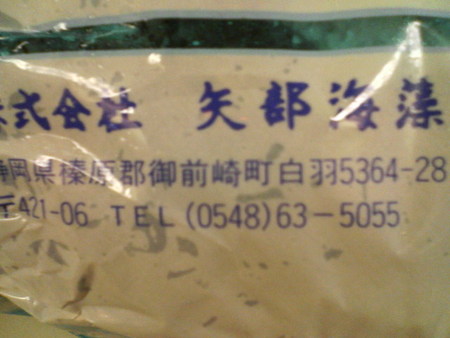 株式会社 矢部海藻
静岡県榛原郡御前崎町白羽5364-28
〒421-06 TEL (0548)63-5055